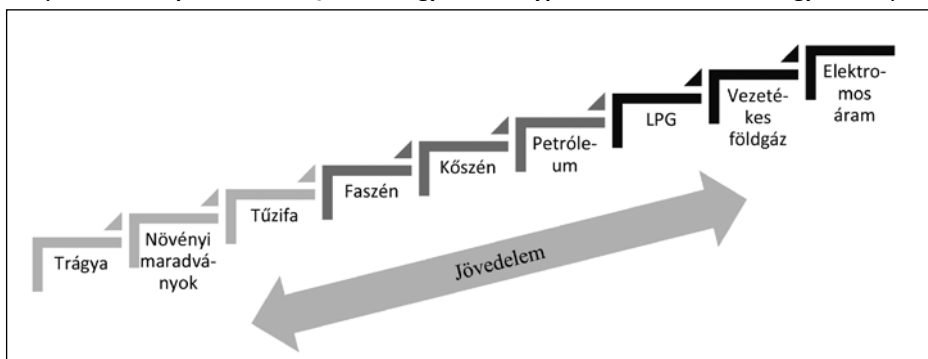 Trágya
Növényi
maradvá-
nyok
Tűzifa
Faszén
Kőszén
Petróle-
um
LPG
Vezeté-
kes
földgáz
Elektro-
mos
áram
Jövedelem